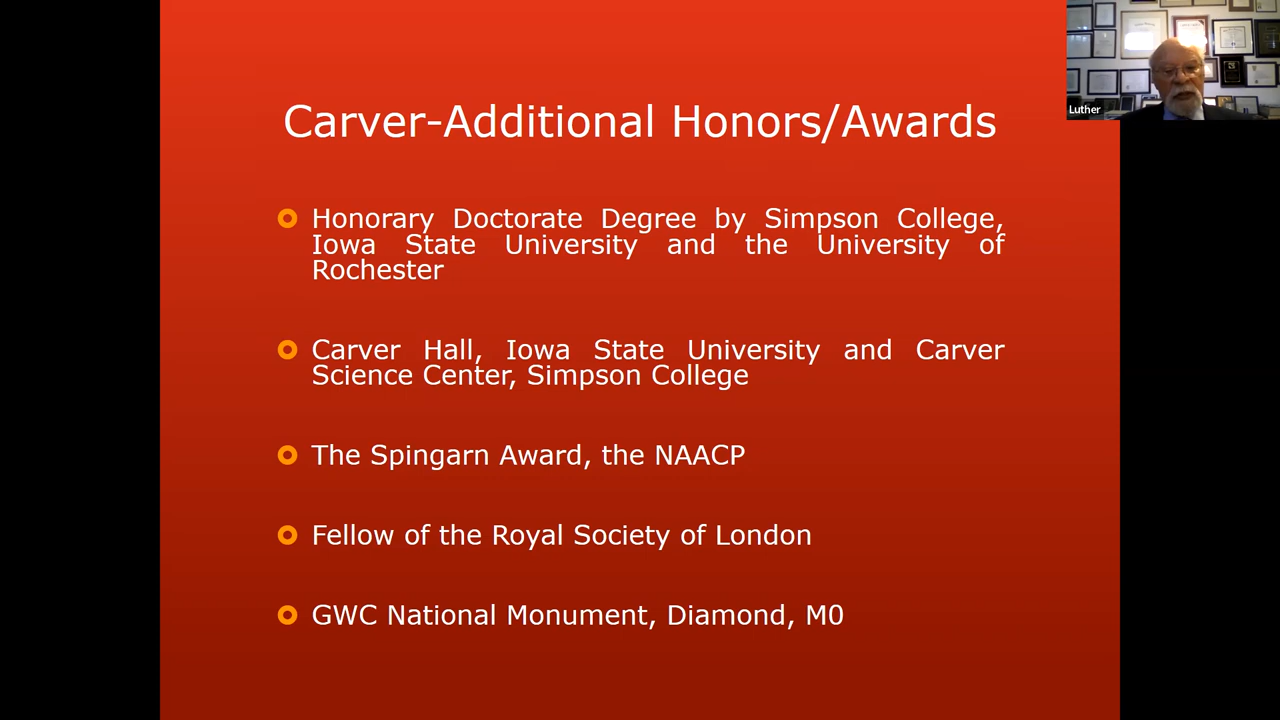 Carver-Additional Honors/Awards
Luther
Honorary Doctorate Degree by Simpson College,
Iowa State University and the University of
Rochester
Carver Hall, Iowa State University and Carver
Science Center, Simpson College
The Spingarn Award, the NAACP
Fellow of the Royal Society of London
GWC National Monument, Diamond, M0